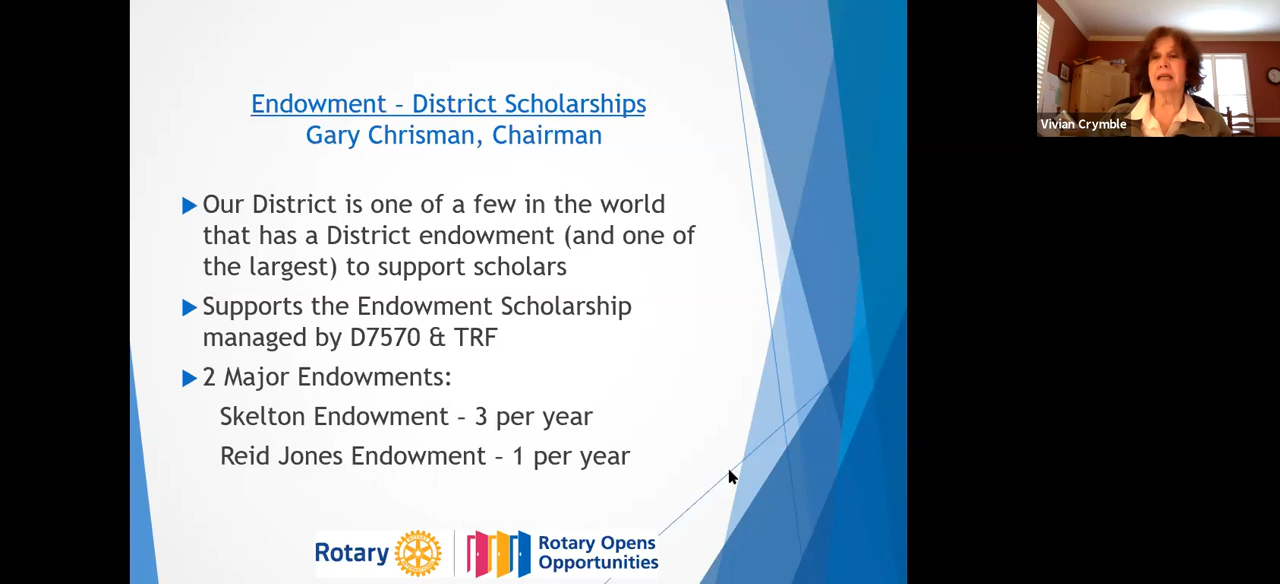 Endowment – District Scholarships
Gary Chrisman, Chairman
Our District is one of a few in the world
that has a District endowment (and one of
the largest) to support scholars
Supports the Endowment Scholarship
managed by D7570 & TRF
2 Major Endowments:
Skelton Endowment – 3 per year
Reid Jones Endowment – 1 per year
Rotary
Rotary Opens
Opportunities
Vivian Crymble